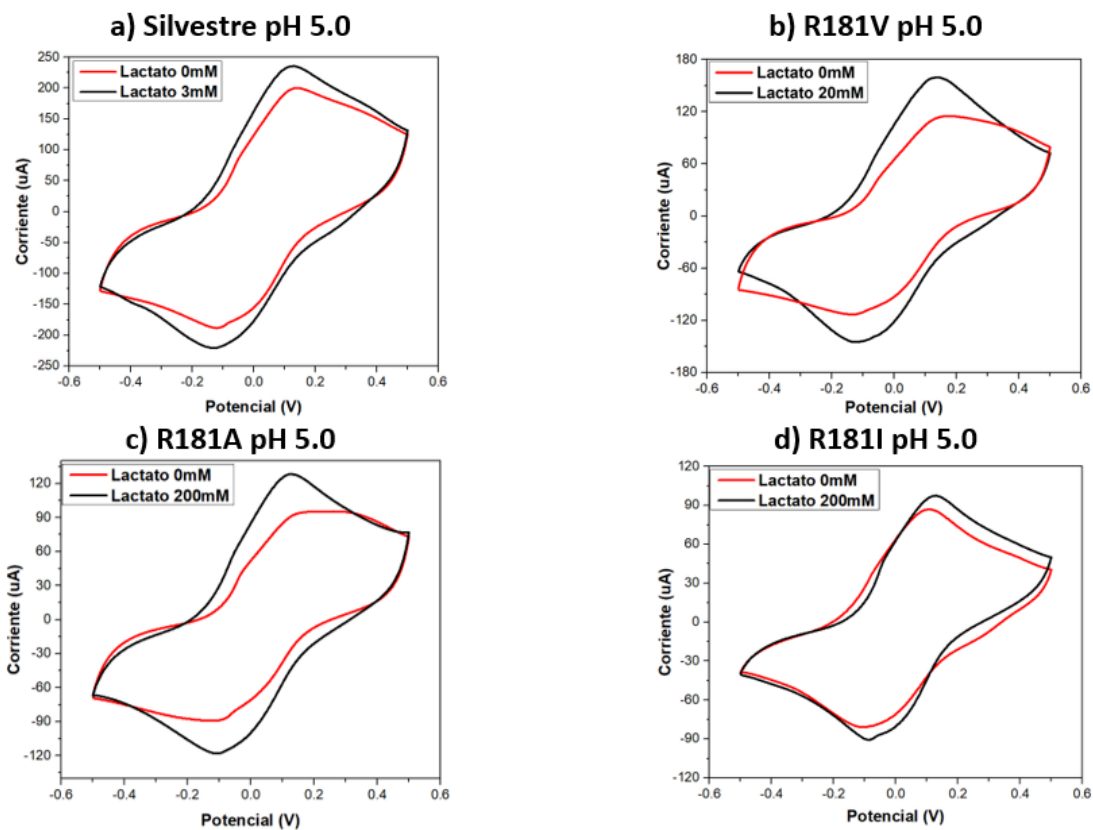 a) Silvestre pH 5.0
Lactato 0mM
Lactato 3mM
Corriente (uA)
250
200
150
100
50
0
-50
-100
-150
-200
-250
-0.6 -0.4 -0.2 0.0 0.2 0.4 0.6
Potencial (V)
b) R181V pH 5.0
Lactato 0mM
Lactato 20mM
Corriente (uA)
180
120
60
0
-60
-120
-180
-0.6 -0.4 -0.2 0.0 0.2 0.4 0.6
Potencial (V)
c) R181A pH 5.0
Lactato 0mM
Lactato 200mM
Corriente (uA)
120
90
60
30
0
-30
-60
-90
-120
-0.6 -0.4 -0.2 0.0 0.2 0.4 0.6
Potencial (V)
d) R181I pH 5.0
Lactato 0mM
Lactato 200mM
Corriente (uA)
120
90
60
30
0
-30
-60
-90
-120
-0.6 -0.4 -0.2 0.0 0.2 0.4 0.6
Potencial (V)